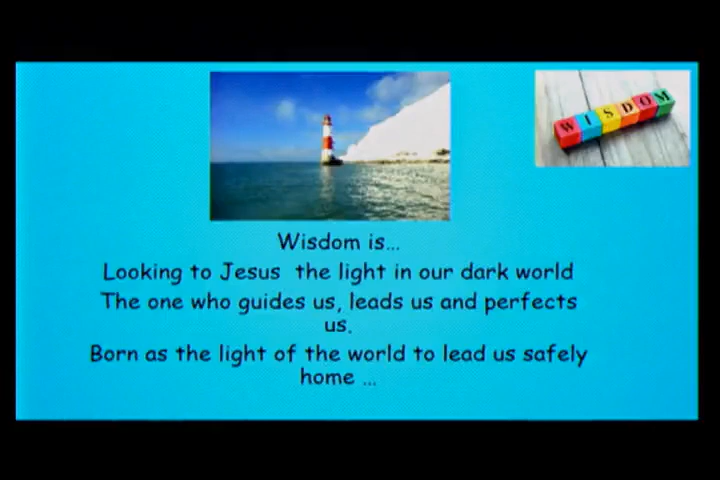 WISDOM
Wisdom is...
Looking to Jesus the light in our dark world
The one who guides us, leads us and perfects
us.
Born as the light of the world to lead us safely
home ...